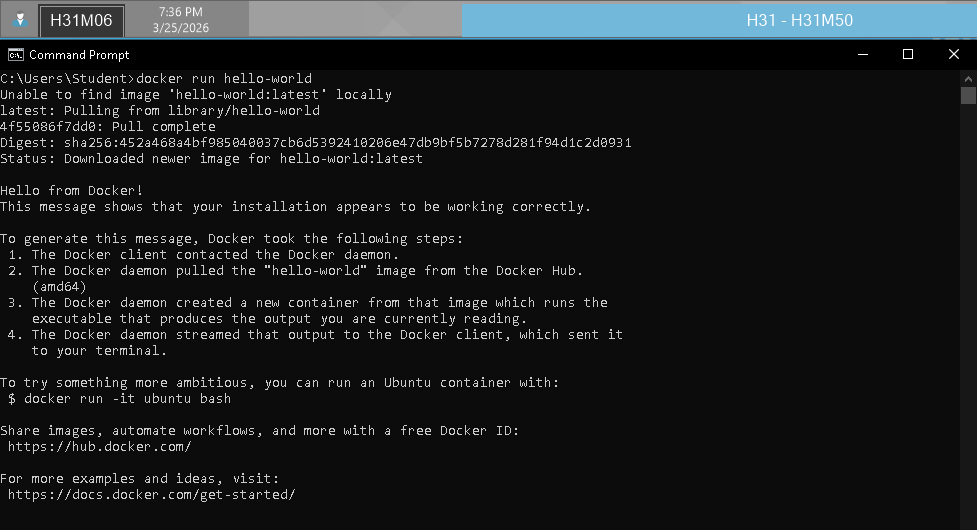 H31M06
7:36 PM
3/25/2026
H31 - H31M50
Command Prompt
C:\Users\Student>docker run hello-world
Unable to find image 'hello-world:latest' locally
latest: Pulling from library/hello-world
4f55086f7dd0: Pull complete
Digest: sha256:452a468a4bf985040037cb6d5392410206e47db9bf5b7278d281f94d1c2d0931
Status: Downloaded newer image for hello-world:latest
Hello from Docker!
This message shows that your installation appears to be working correctly.
To generate this message, Docker took the following steps:
1. The Docker client contacted the Docker daemon.
2. The Docker daemon pulled the "hello-world" image from the Docker Hub.
(amd64)
3. The Docker daemon created a new container from that image which runs the
executable that produces the output you are currently reading.
4. The Docker daemon streamed that output to the Docker client, which sent it
to your terminal.
To try something more ambitious, you can run an Ubuntu container with:
$ docker run -it ubuntu bash
Share images, automate workflows, and more with a free Docker ID:
https://hub.docker.com/
For more examples and ideas, visit:
https://docs.docker.com/get-started/